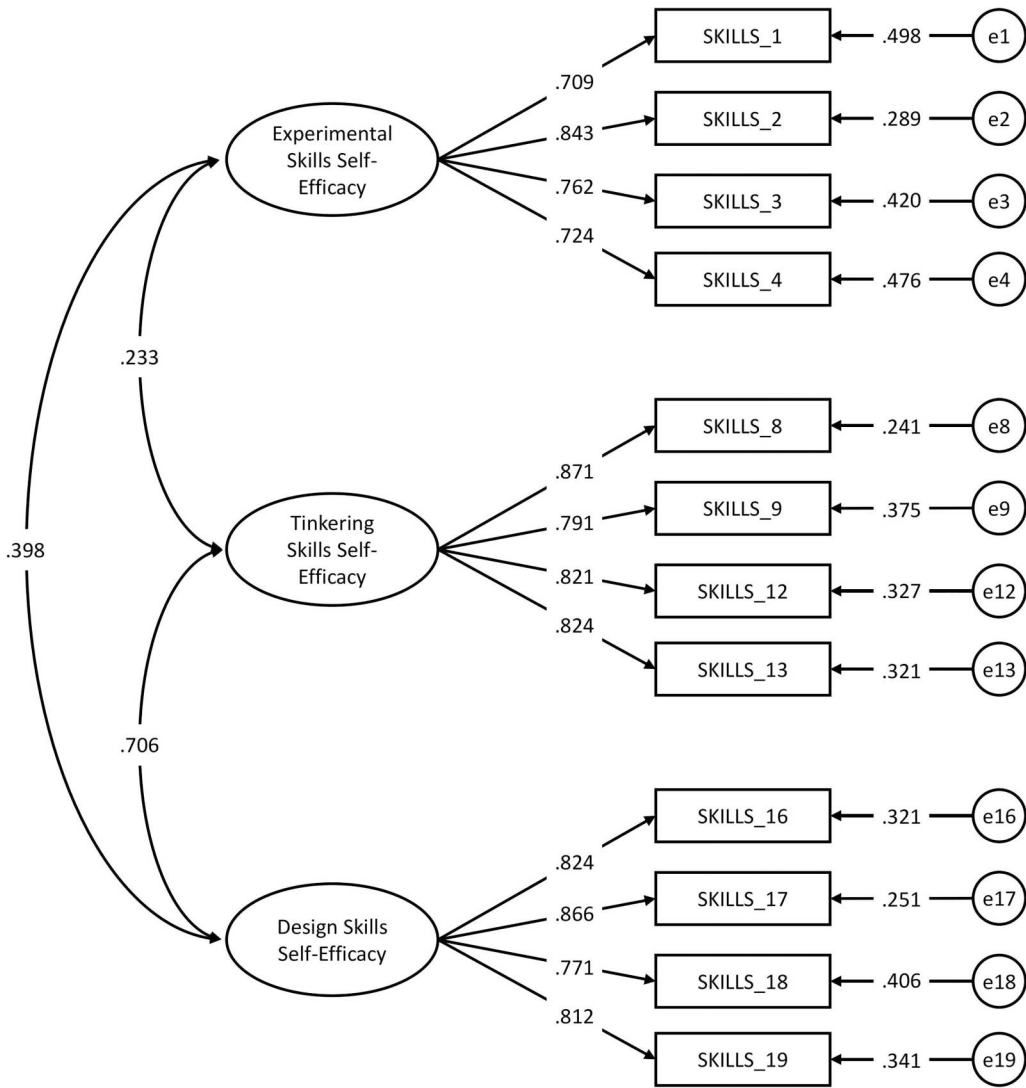 SKILLS_1
.498
e1
.709
SKILLS_2
.289
e2
.843
Experimental
Skills Self-
Efficacy
.762
SKILLS_3
.420
e3
.724
SKILLS_4
.476
e4
.233
SKILLS_8
.241
e8
.871
SKILLS_9
.375
e9
.791
Tinkering
Skills Self-
Efficacy
.398
.821
SKILLS_12
.327
e12
.824
SKILLS_13
.321
e13
.706
SKILLS_16
.321
e16
.824
SKILLS_17
.251
e17
.866
Design Skills
Self-Efficacy
.771
SKILLS_18
.406
e18
.812
SKILLS_19
.341
e19